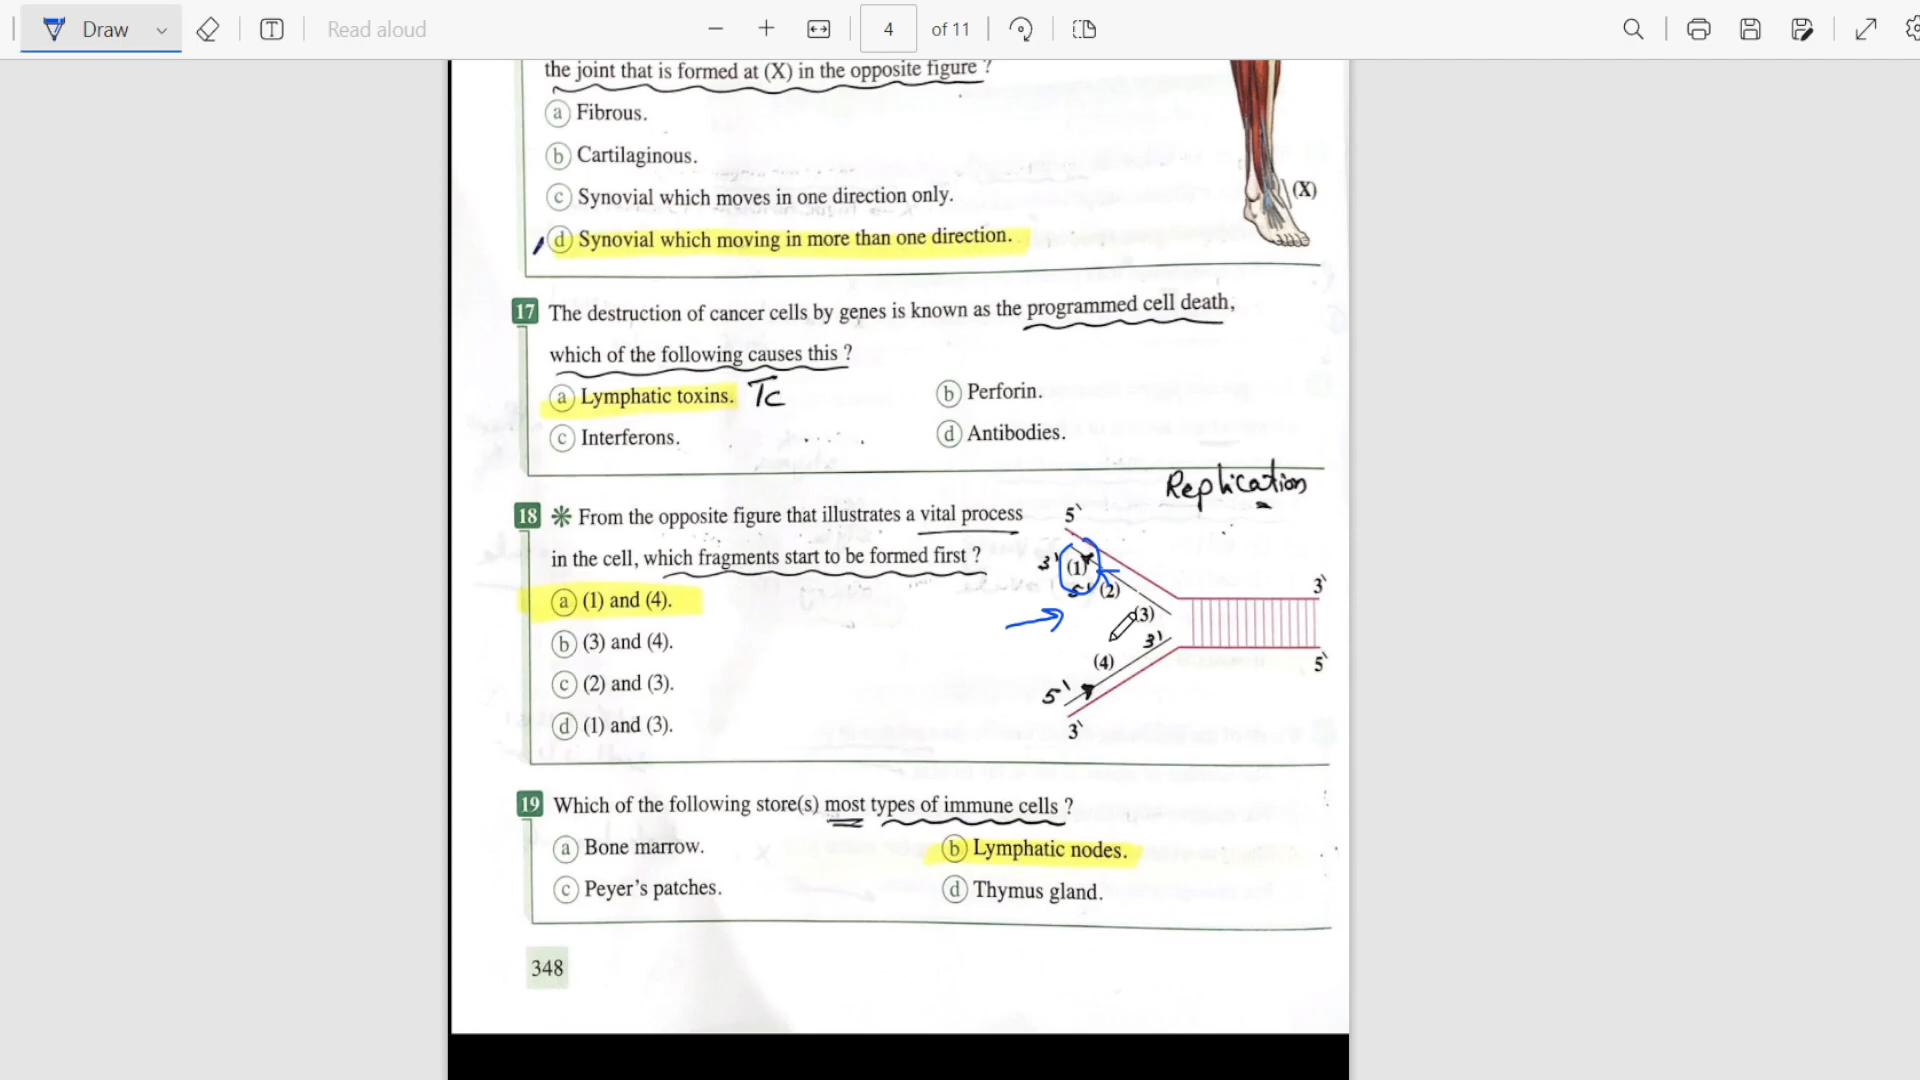 Draw
Read aloud
4 of 11
the joint that is formed at (X) in the opposite figure ?
a Fibrous.
b Cartilaginous.
c Synovial which moves in one direction only.
d Synovial which moving in more than one direction.
(X)
17 The destruction of cancer cells by genes is known as the programmed cell death,
which of the following causes this ?
a Lymphatic toxins. Tc
b Perforin.
c Interferons.
d Antibodies.
Replication
18 ✳ From the opposite figure that illustrates a vital process
in the cell, which fragments start to be formed first ?
a (1) and (4).
b (3) and (4).
c (2) and (3).
d (1) and (3).
5`
3` (1)
5` (2)
(3)
3`
3`
(4)
5`
5`
3`
19 Which of the following store(s) most types of immune cells ?
a Bone marrow.
b Lymphatic nodes.
c Peyer's patches.
d Thymus gland.
348